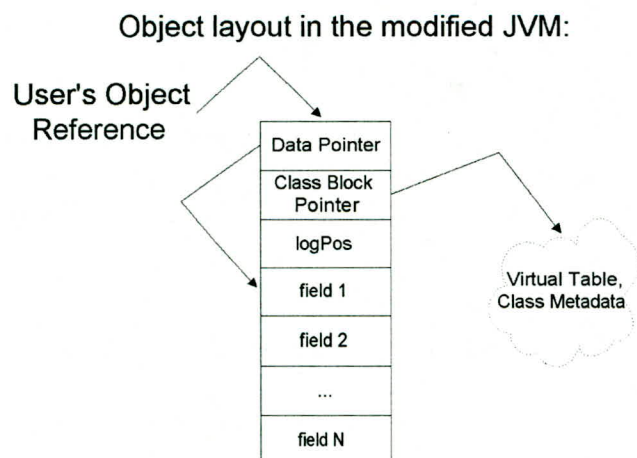 Object layout in the modified JVM:
User's Object
Reference
Data Pointer
Class Block
Pointer
logPos
field 1
field 2
...
field N
Virtual Table,
Class Metadata